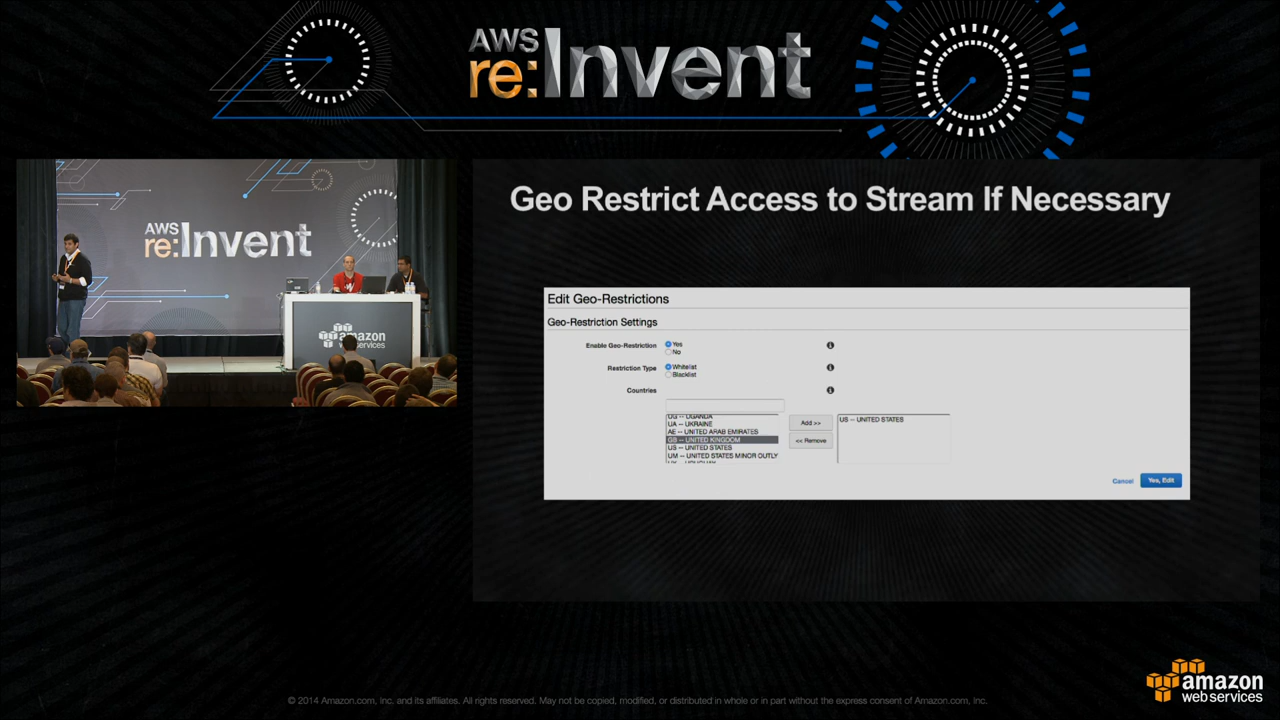 AWS
re:Invent
AWS
re:Invent
amazon
web services
Geo Restrict Access to Stream If Necessary
Edit Geo-Restrictions
Geo-Restriction Settings
Enable Geo-Restriction
Yes
No
Restriction Type
Whitelist
Blacklist
Countries
UG -- UGANDA
UA -- UKRAINE
AE -- UNITED ARAB EMIRATES
GB -- UNITED KINGDOM
US -- UNITED STATES
UM -- UNITED STATES MINOR OUTLY
Add >>
<< Remove
US -- UNITED STATES
Cancel
Yes, Edit
© 2014 Amazon.com, Inc. and its affiliates. All rights reserved. May not be copied, modified, or distributed in whole or in part without the express consent of Amazon.com, Inc.
amazon
web services